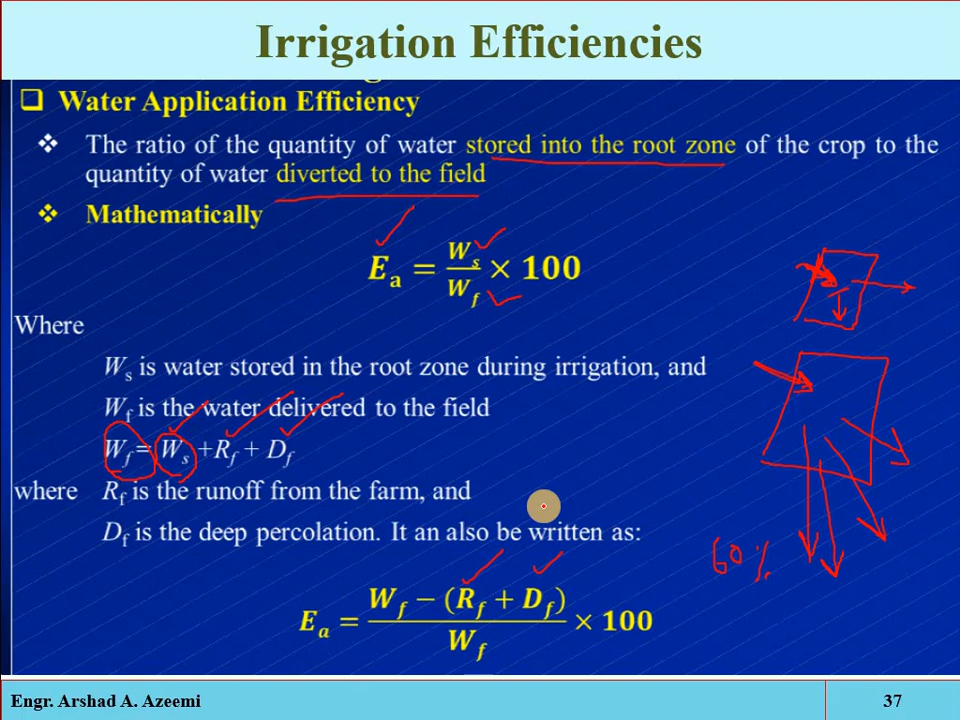 Irrigation Efficiencies
Water Application Efficiency
The ratio of the quantity of water stored into the root zone of the crop to the
quantity of water diverted to the field
Mathematically
Eₐ = Wₛ/W_f × 100
Where
Wₛ is water stored in the root zone during irrigation, and
W_f is the water delivered to the field
W_f = Wₛ +R_f + D_f
where R_f is the runoff from the farm, and
D_f is the deep percolation. It an also be written as:
60 %
Eₐ = W_f − (R_f + D_f)/W_f × 100
Engr. Arshad A. Azeemi 37